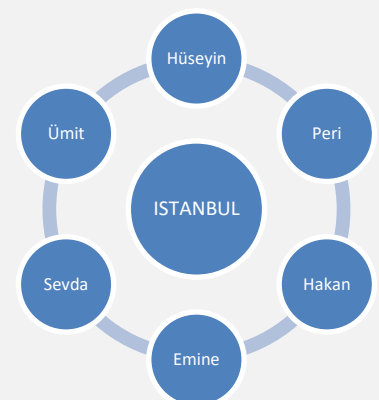 Hüseyin
Peri
Hakan
Emine
Sevda
Ümit
ISTANBUL